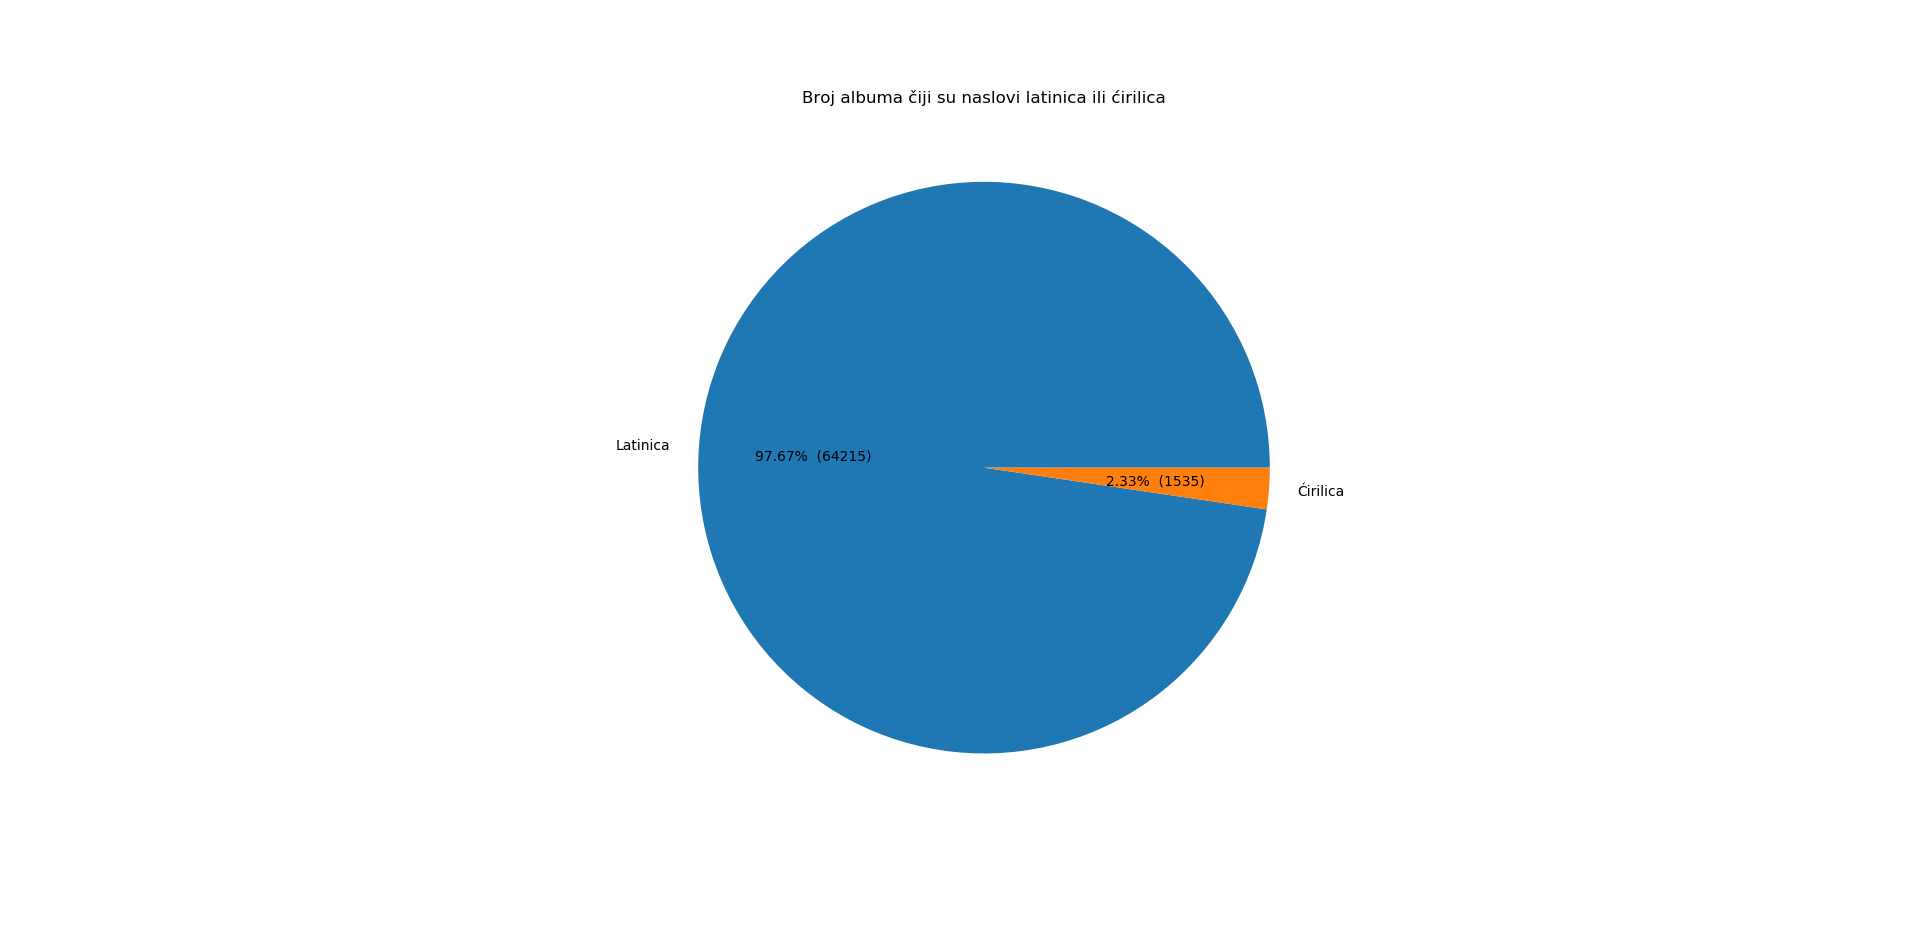 Broj albuma čiji su naslovi latinica ili ćirilica
Latinica
97.67% (64215)
2.33% (1535)
Ćirilica